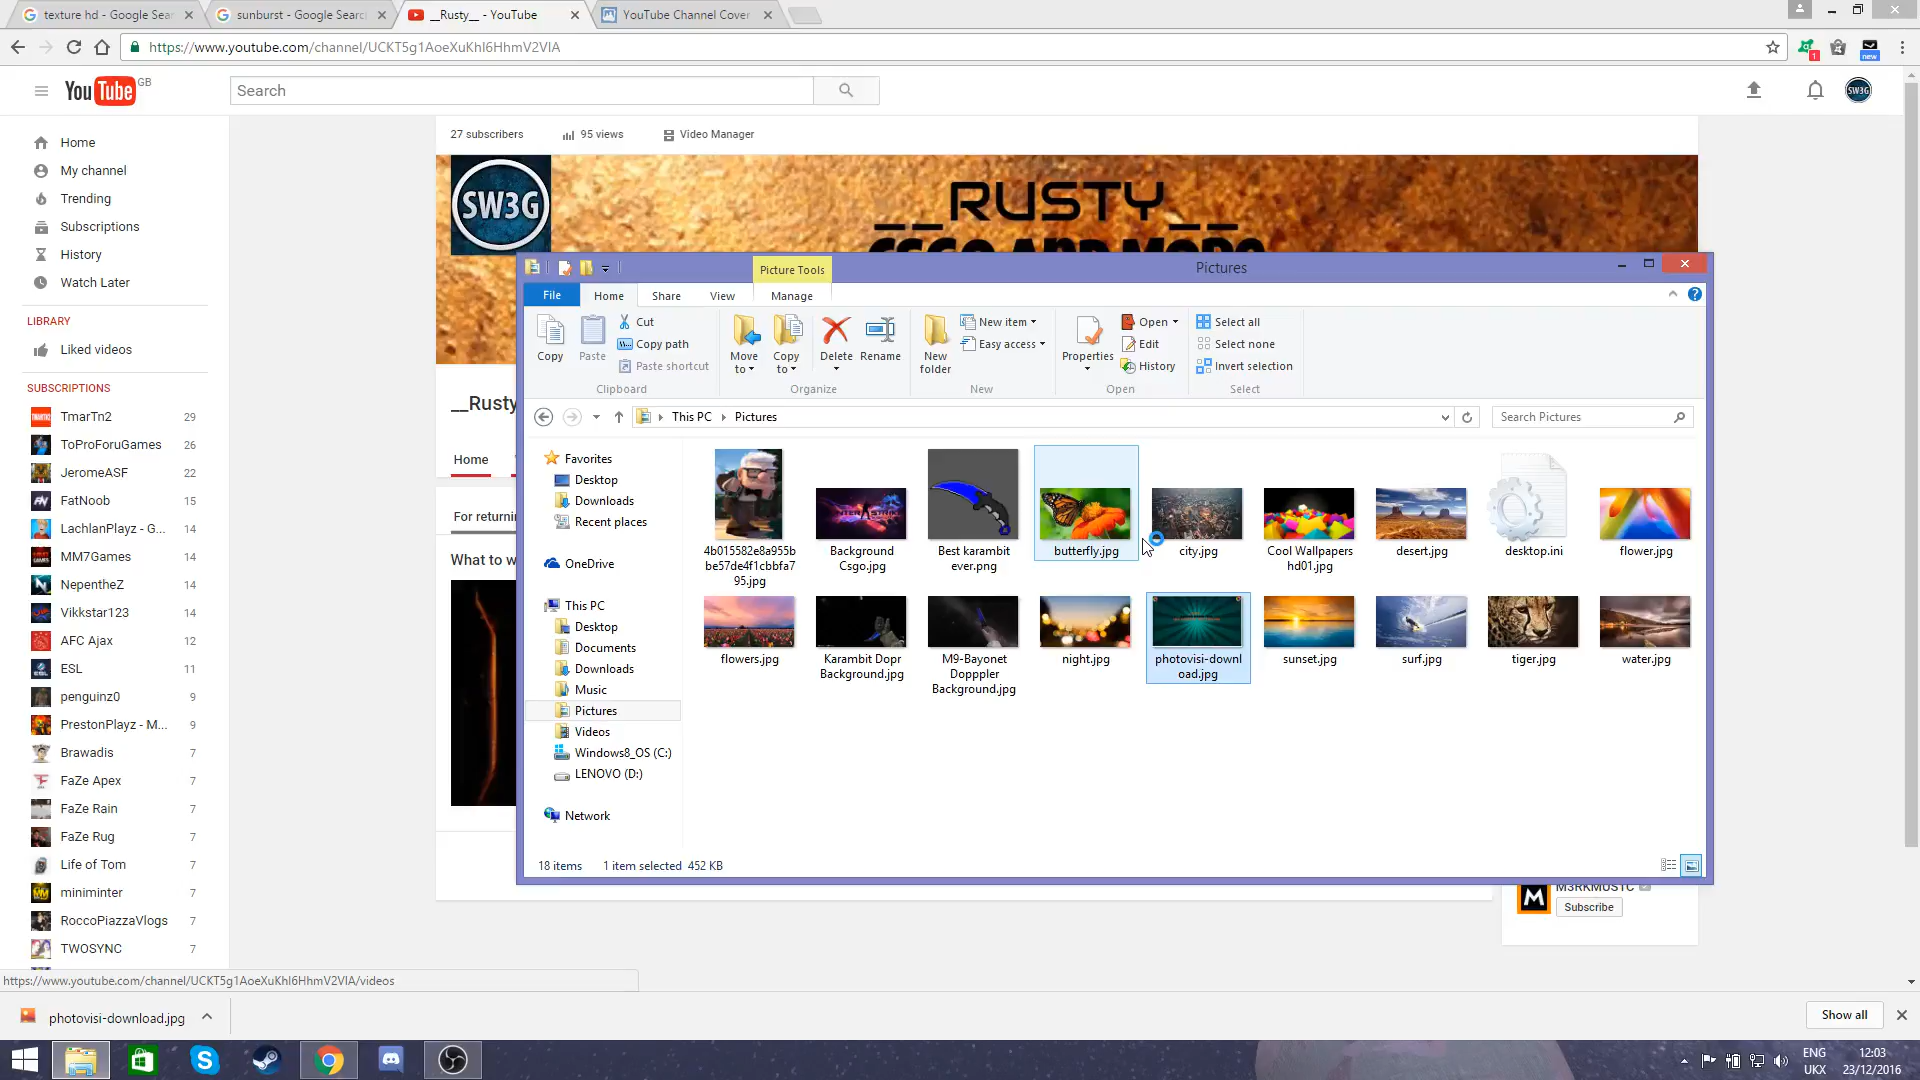 texture hd - Google Sear
sunburst - Google Search
__Rusty__ - YouTube
YouTube Channel Cover
https://www.youtube.com/channel/UCKT5g1AoeXuKhl6HhmV2VIA
1
new
YouTube GB
Search
SW3G
Home
My channel
Trending
Subscriptions
History
Watch Later
LIBRARY
Liked videos
SUBSCRIPTIONS
TmarTn2 29
ToProForuGames 26
JeromeASF 22
FatNoob 15
LachlanPlayz - G... 14
MM7Games 14
NepentheZ 14
Vikkstar123 14
AFC Ajax 12
ESL 11
penguinz0 9
PrestonPlayz - M... 9
Brawadis 7
FaZe Apex 7
FaZe Rain 7
FaZe Rug 7
Life of Tom 7
miniminter 7
RoccoPiazzaVlogs 7
TWOSYNC 7
27 subscribers
95 views
Video Manager
SW3G
__RUSTY__
CSGO AND MORE
__Rusty
Home
For returnin
What to w
Picture Tools
Pictures
File
Home
Share
View
Manage
Copy
Paste
Cut
Copy path
Paste shortcut
Clipboard
Move to
Copy to
Delete
Rename
Organize
New folder
New item
Easy access
New
Properties
Open
Edit
History
Open
Select all
Select none
Invert selection
Select
This PC
Pictures
Search Pictures
Favorites
Desktop
Downloads
Recent places
OneDrive
This PC
Desktop
Documents
Downloads
Music
Pictures
Videos
Windows8_OS (C:)
LENOVO (D:)
Network
4b015582e8a955b
be57de4f1cbbfa7
95.jpg
Background
Csgo.jpg
Best karambit
ever.png
butterfly.jpg
city.jpg
Cool Wallpapers
hd01.jpg
desert.jpg
desktop.ini
flower.jpg
flowers.jpg
Karambit Dopr
Background.jpg
M9-Bayonet
Dopppler
Background.jpg
night.jpg
photovisi-downl
oad.jpg
sunset.jpg
surf.jpg
tiger.jpg
water.jpg
18 items
1 item selected 452 KB
M3RKMUS1C
Subscribe
https://www.youtube.com/channel/UCKT5g1AoeXuKhl6HhmV2VIA/videos
photovisi-download.jpg
Show all
ENG
UKX
12:03
23/12/2016